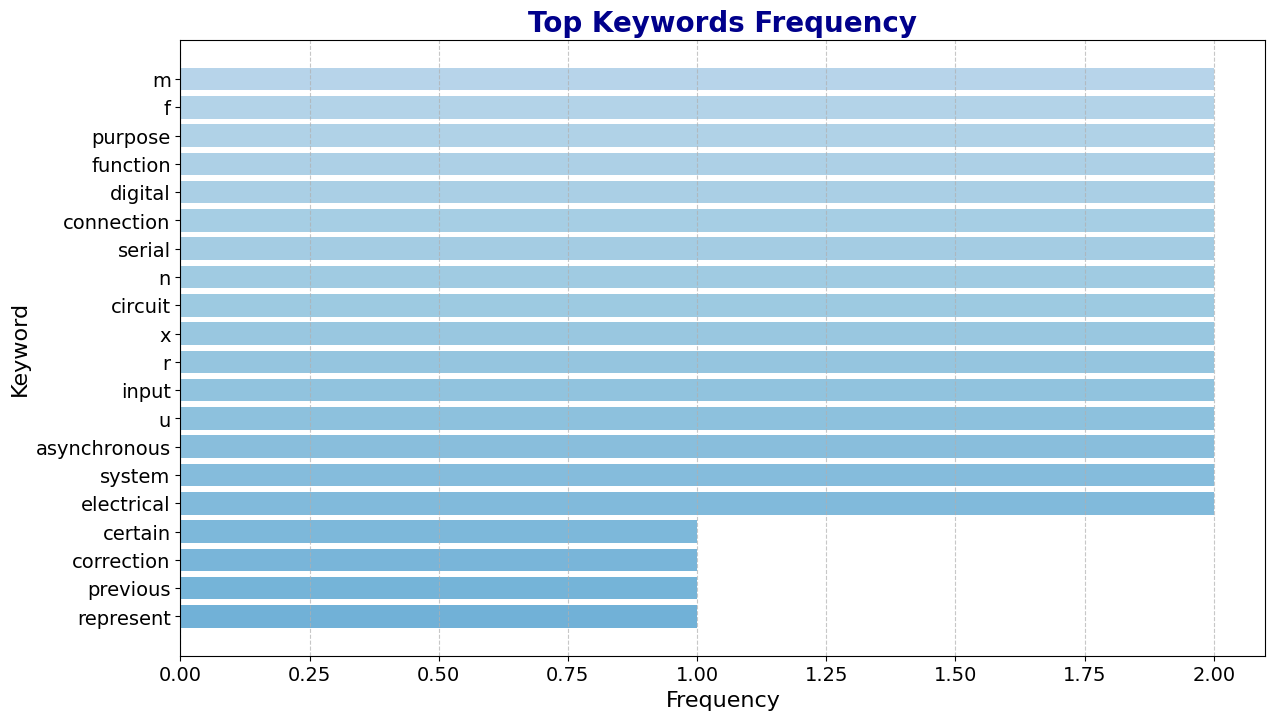 Top Keywords Frequency
Keyword
m
f
purpose
function
digital
connection
serial
n
circuit
x
r
input
u
asynchronous
system
electrical
certain
correction
previous
represent
0.00 0.25 0.50 0.75 1.00 1.25 1.50 1.75 2.00
Frequency